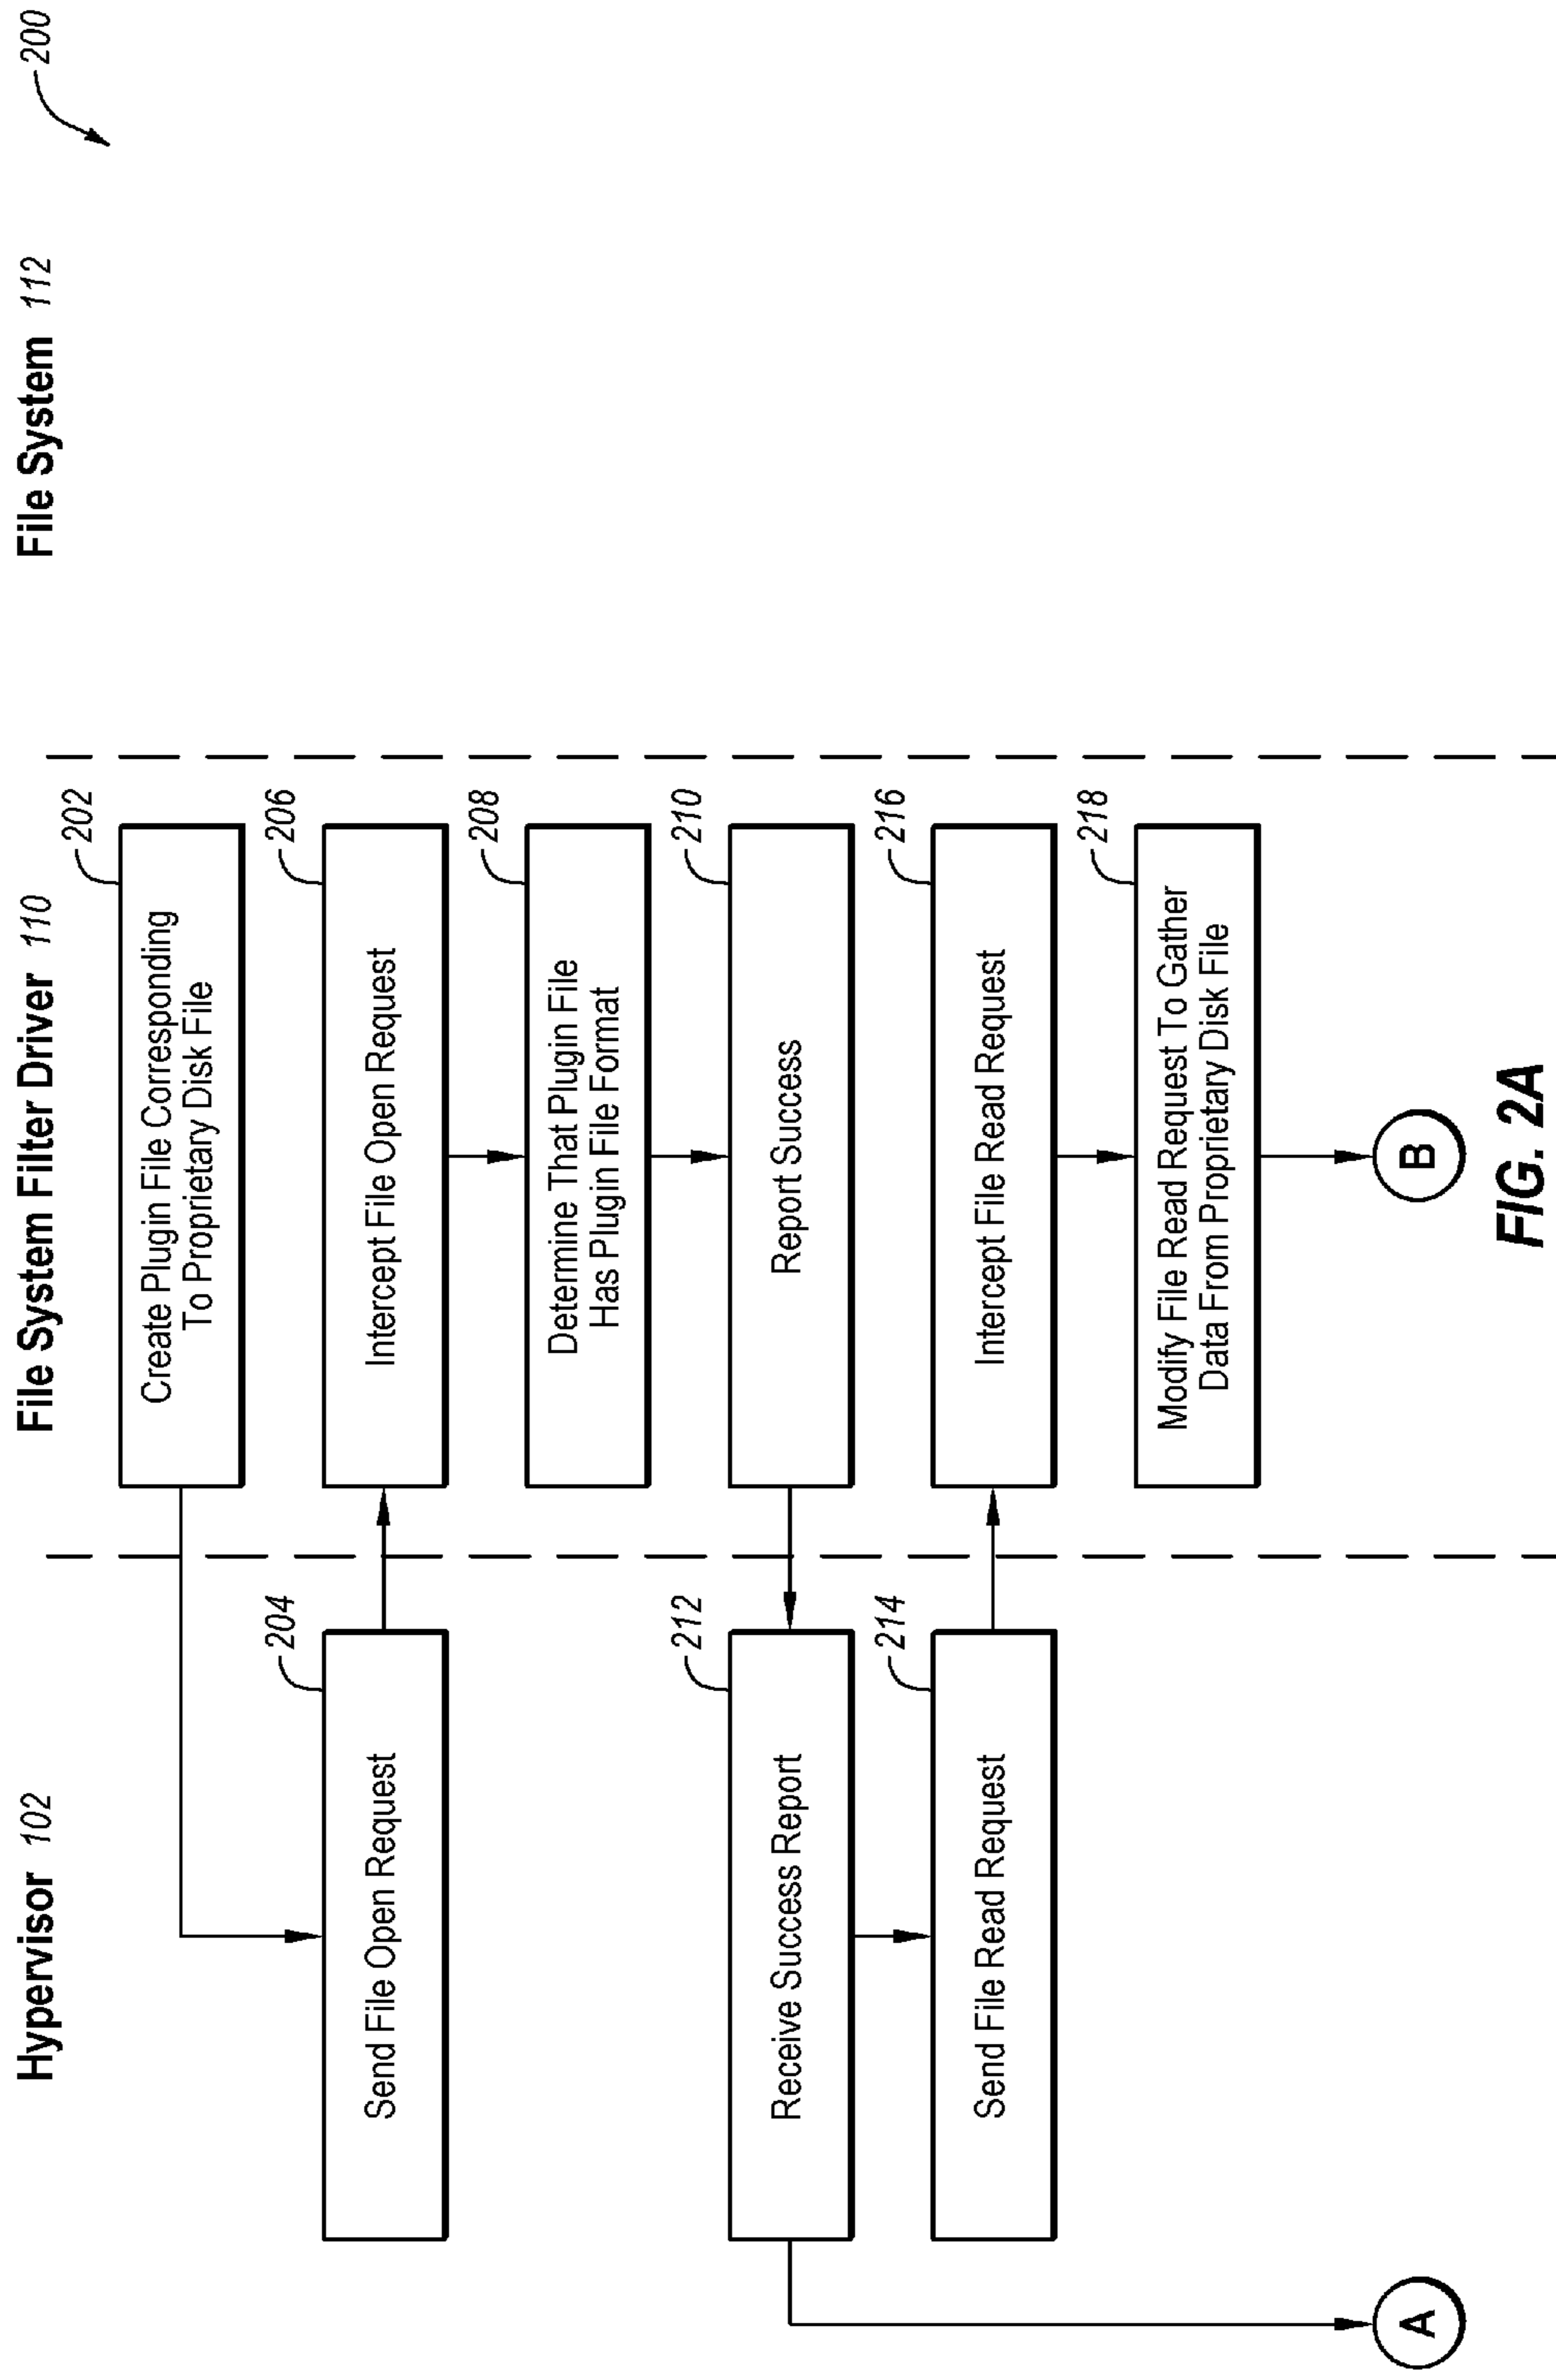 200
Hypervisor 102
File System Filter Driver 110
File System 112
202
Create Plugin File Corresponding
To Proprietary Disk File
204
Send File Open Request
206
Intercept File Open Request
208
Determine That Plugin File
Has Plugin File Format
210
Report Success
212
Receive Success Report
214
Send File Read Request
216
Intercept File Read Request
218
Modify File Read Request To Gather
Data From Proprietary Disk File
A
B
FIG. 2A